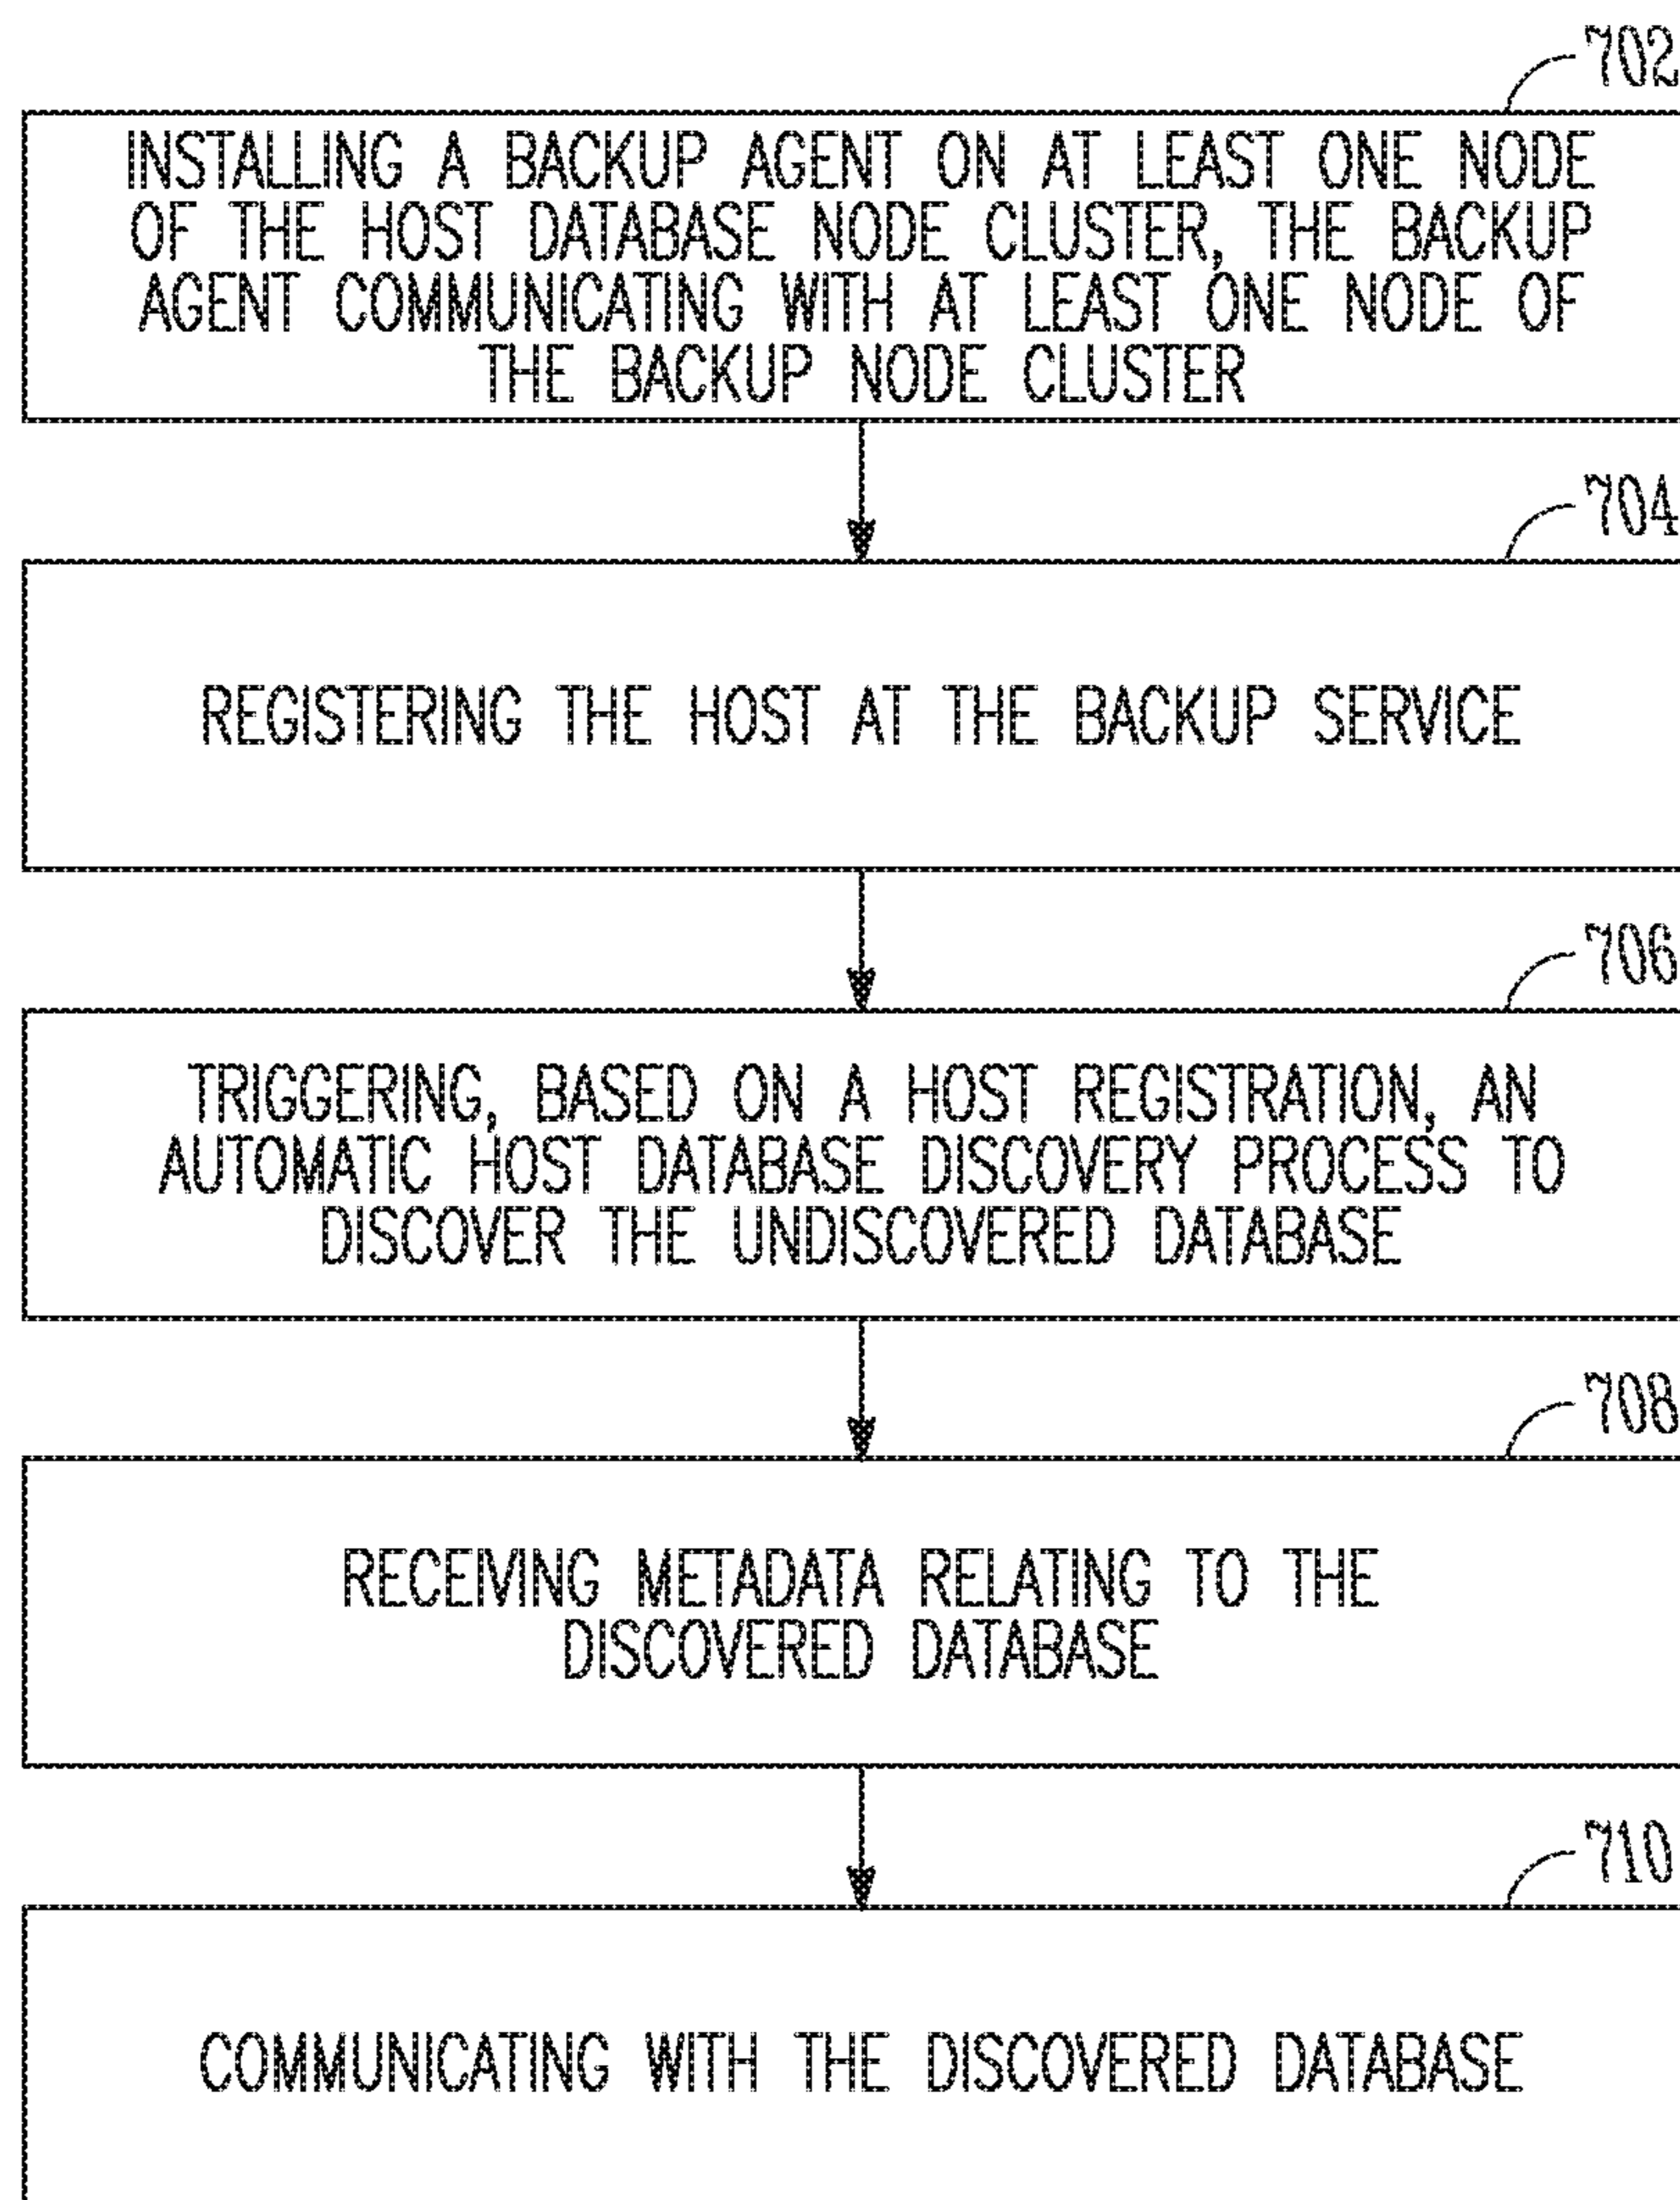 702
INSTALLING A BACKUP AGENT ON AT LEAST ONE NODE
OF THE HOST DATABASE NODE CLUSTER, THE BACKUP
AGENT COMMUNICATING WITH AT LEAST ONE NODE OF
THE BACKUP NODE CLUSTER
704
REGISTERING THE HOST AT THE BACKUP SERVICE
706
TRIGGERING, BASED ON A HOST REGISTRATION, AN
AUTOMATIC HOST DATABASE DISCOVERY PROCESS TO
DISCOVER THE UNDISCOVERED DATABASE
708
RECEIVING METADATA RELATING TO THE
DISCOVERED DATABASE
710
COMMUNICATING WITH THE DISCOVERED DATABASE